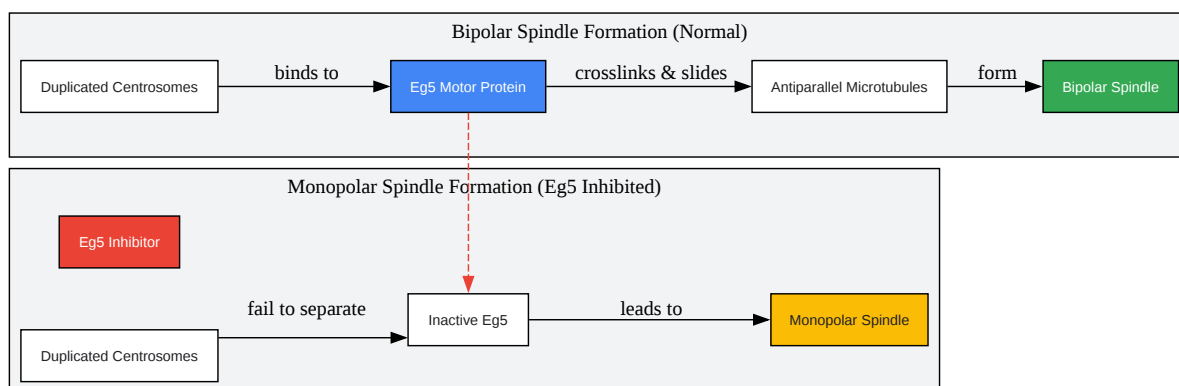 Bipolar Spindle Formation (Normal)
Duplicated Centrosomes
binds to
Eg5 Motor Protein
crosslinks & slides
Antiparallel Microtubules
form
Bipolar Spindle
Monopolar Spindle Formation (Eg5 Inhibited)
Eg5 Inhibitor
Duplicated Centrosomes
fail to separate
Inactive Eg5
leads to
Monopolar Spindle